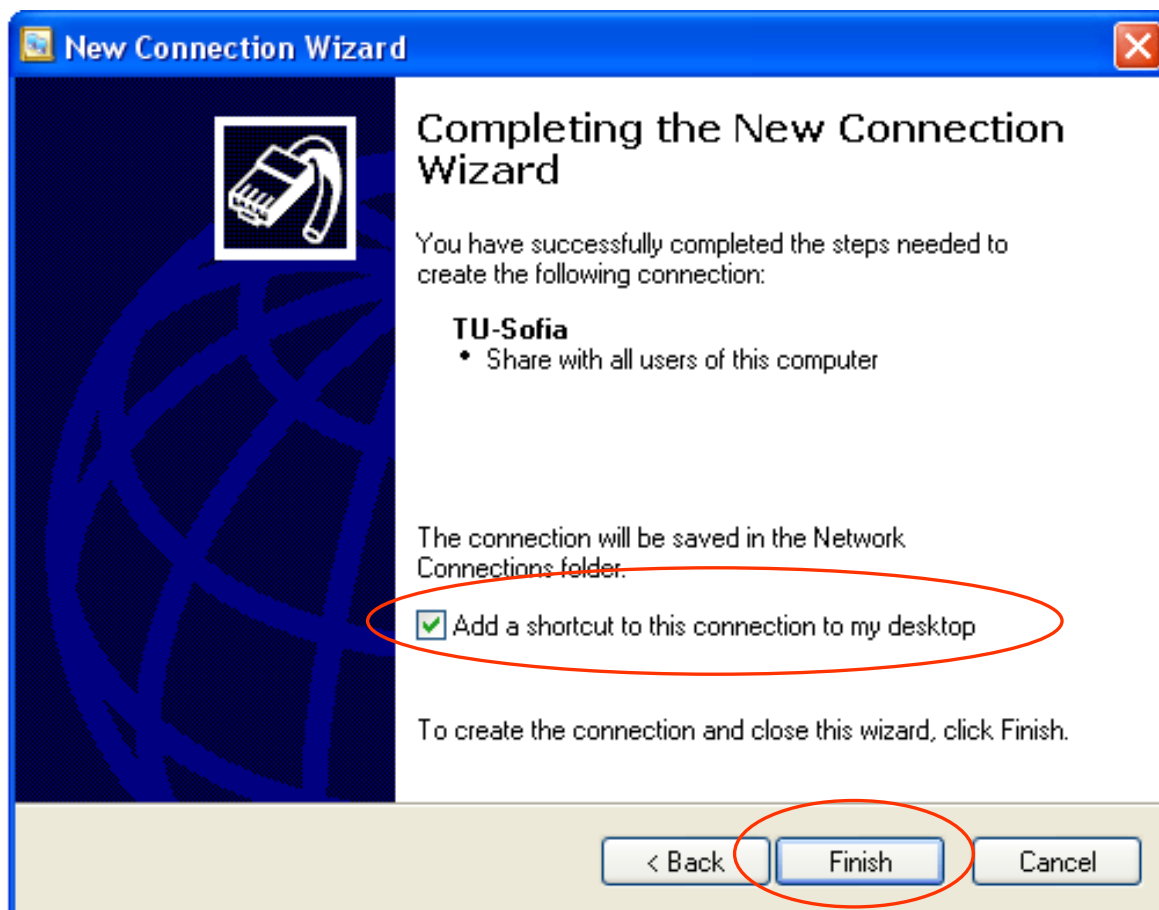 New Connection Wizard
Completing the New Connection
Wizard
You have successfully completed the steps needed to
create the following connection:
TU-Sofia
• Share with all users of this computer
The connection will be saved in the Network
Connections folder.
Add a shortcut to this connection to my desktop
To create the connection and close this wizard, click Finish.
< Back Finish Cancel